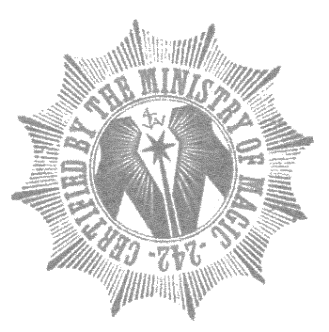 CERTIFIED BY THE MINISTRY OF MAGIC -242-